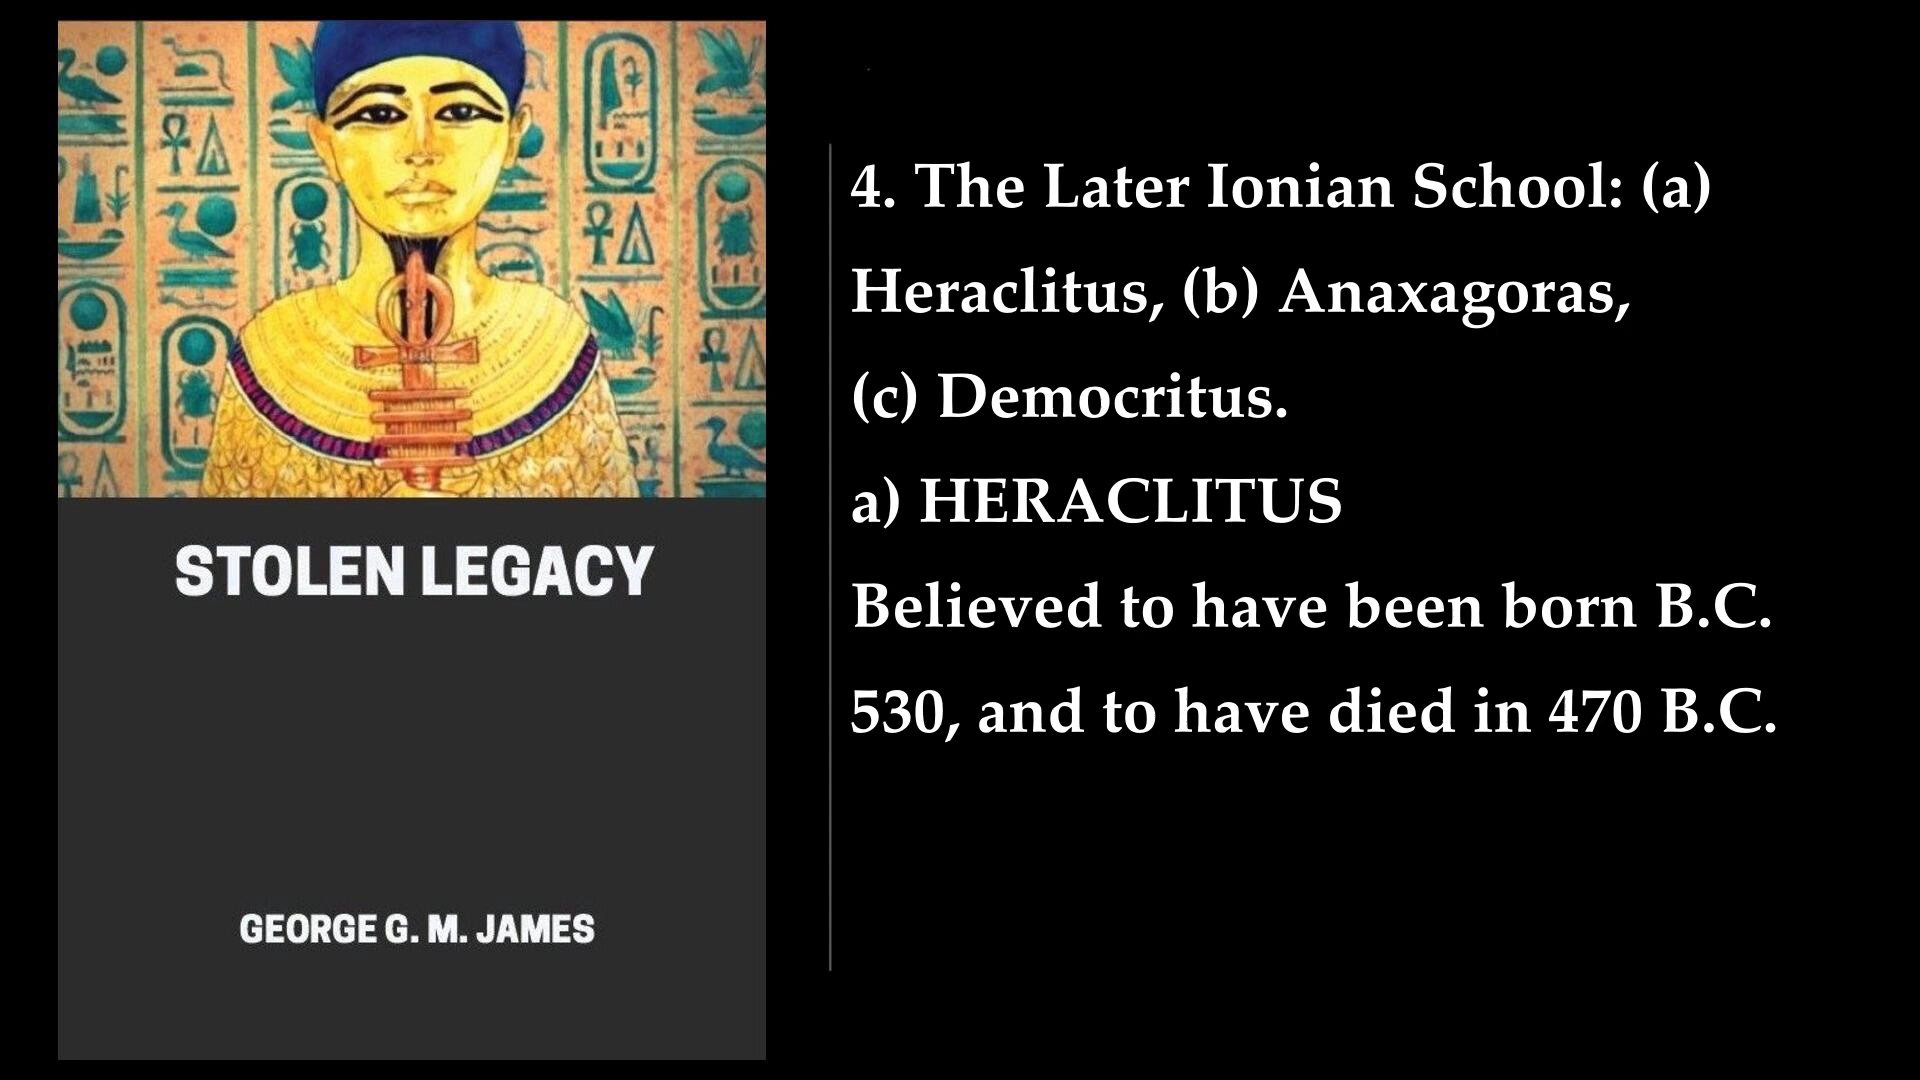 STOLEN LEGACY
GEORGE G. M. JAMES
4. The Later Ionian School: (a)
Heraclitus, (b) Anaxagoras,
(c) Democritus.
a) HERACLITUS
Believed to have been born B.C.
530, and to have died in 470 B.C.